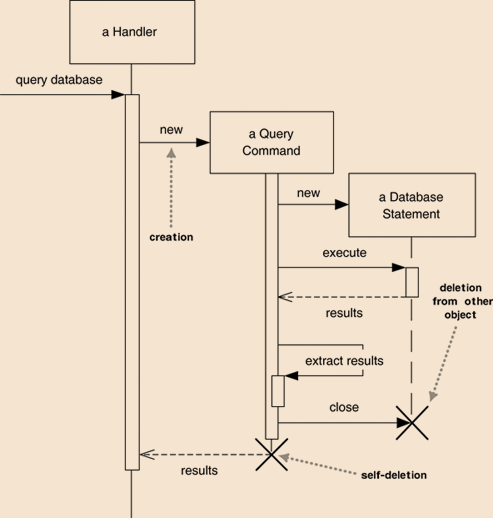 a Handler
query database
new
a Query
Command
creation
new
a Database
Statement
execute
deletion
from other
object
results
extract results
close
results
self-deletion